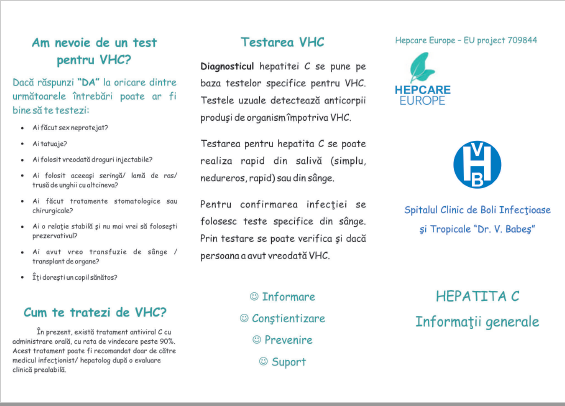 Am nevoie de un test
pentru VHC?
Dacă răspunzi "DA" la oricare dintre
următoarele întrebări poate ar fi
bine să te testezi:
• Ai făcut sex neprotejat?
• Ai tatuaje?
• Ai folosit vreodată droguri injectabile?
• Ai folosit aceeași seringă/ lamă de ras/
trusă de unghii cu altcineva?
• Ai făcut tratamente stomatologice sau
chirurgicale?
• Ai o relație stabilă și nu mai vrei să folosești
prezervativul?
• Ai avut vreo transfuzie de sânge /
transplant de organe?
• Îți dorești un copil sănătos?
Cum te tratezi de VHC?
În prezent, există tratament antiviral C cu
administrare orală, cu rata de vindecare peste 90%.
Acest tratament poate fi recomandat doar de către
medicul infecționist/ hepatolog după o evaluare
clinică prealabilă.
Testarea VHC
Diagnosticul hepatitei C se pune pe
baza testelor specifice pentru VHC.
Testele uzuale detectează anticorpii
produși de organism împotriva VHC.
Testarea pentru hepatita C se poate
realiza rapid din salivă (simplu,
nedureros, rapid) sau din sânge.
Pentru confirmarea infecției se
folosesc teste specifice din sânge.
Prin testare se poate verifica și dacă
persoana a avut vreodată VHC.
☺ Informare
☺ Conștientizare
☺ Prevenire
☺ Suport
Hepcare Europe – EU project 709844
HEPCARE
EUROPE
V
H
B
Spitalul Clinic de Boli Infecțioase
și Tropicale "Dr. V. Babeș"
HEPATITA C
Informații generale